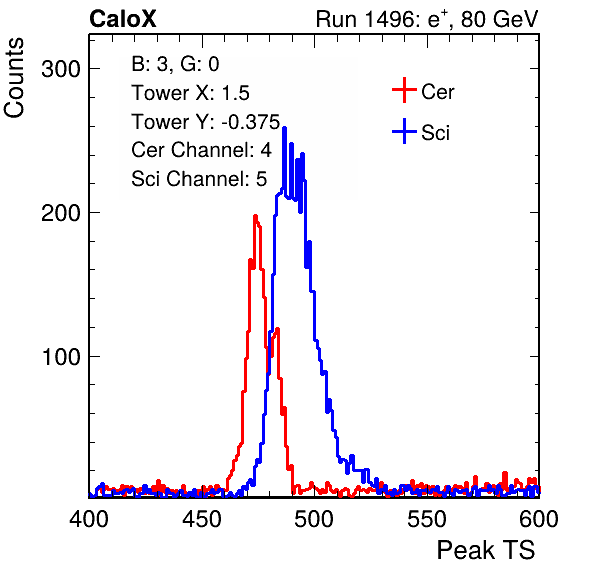 CaloX Run 1496: e⁺, 80 GeV
Counts
B: 3, G: 0
Tower X: 1.5
Tower Y: -0.375
Cer Channel: 4
Sci Channel: 5
Cer
Sci
300
200
100
400 450 500 550 600
Peak TS